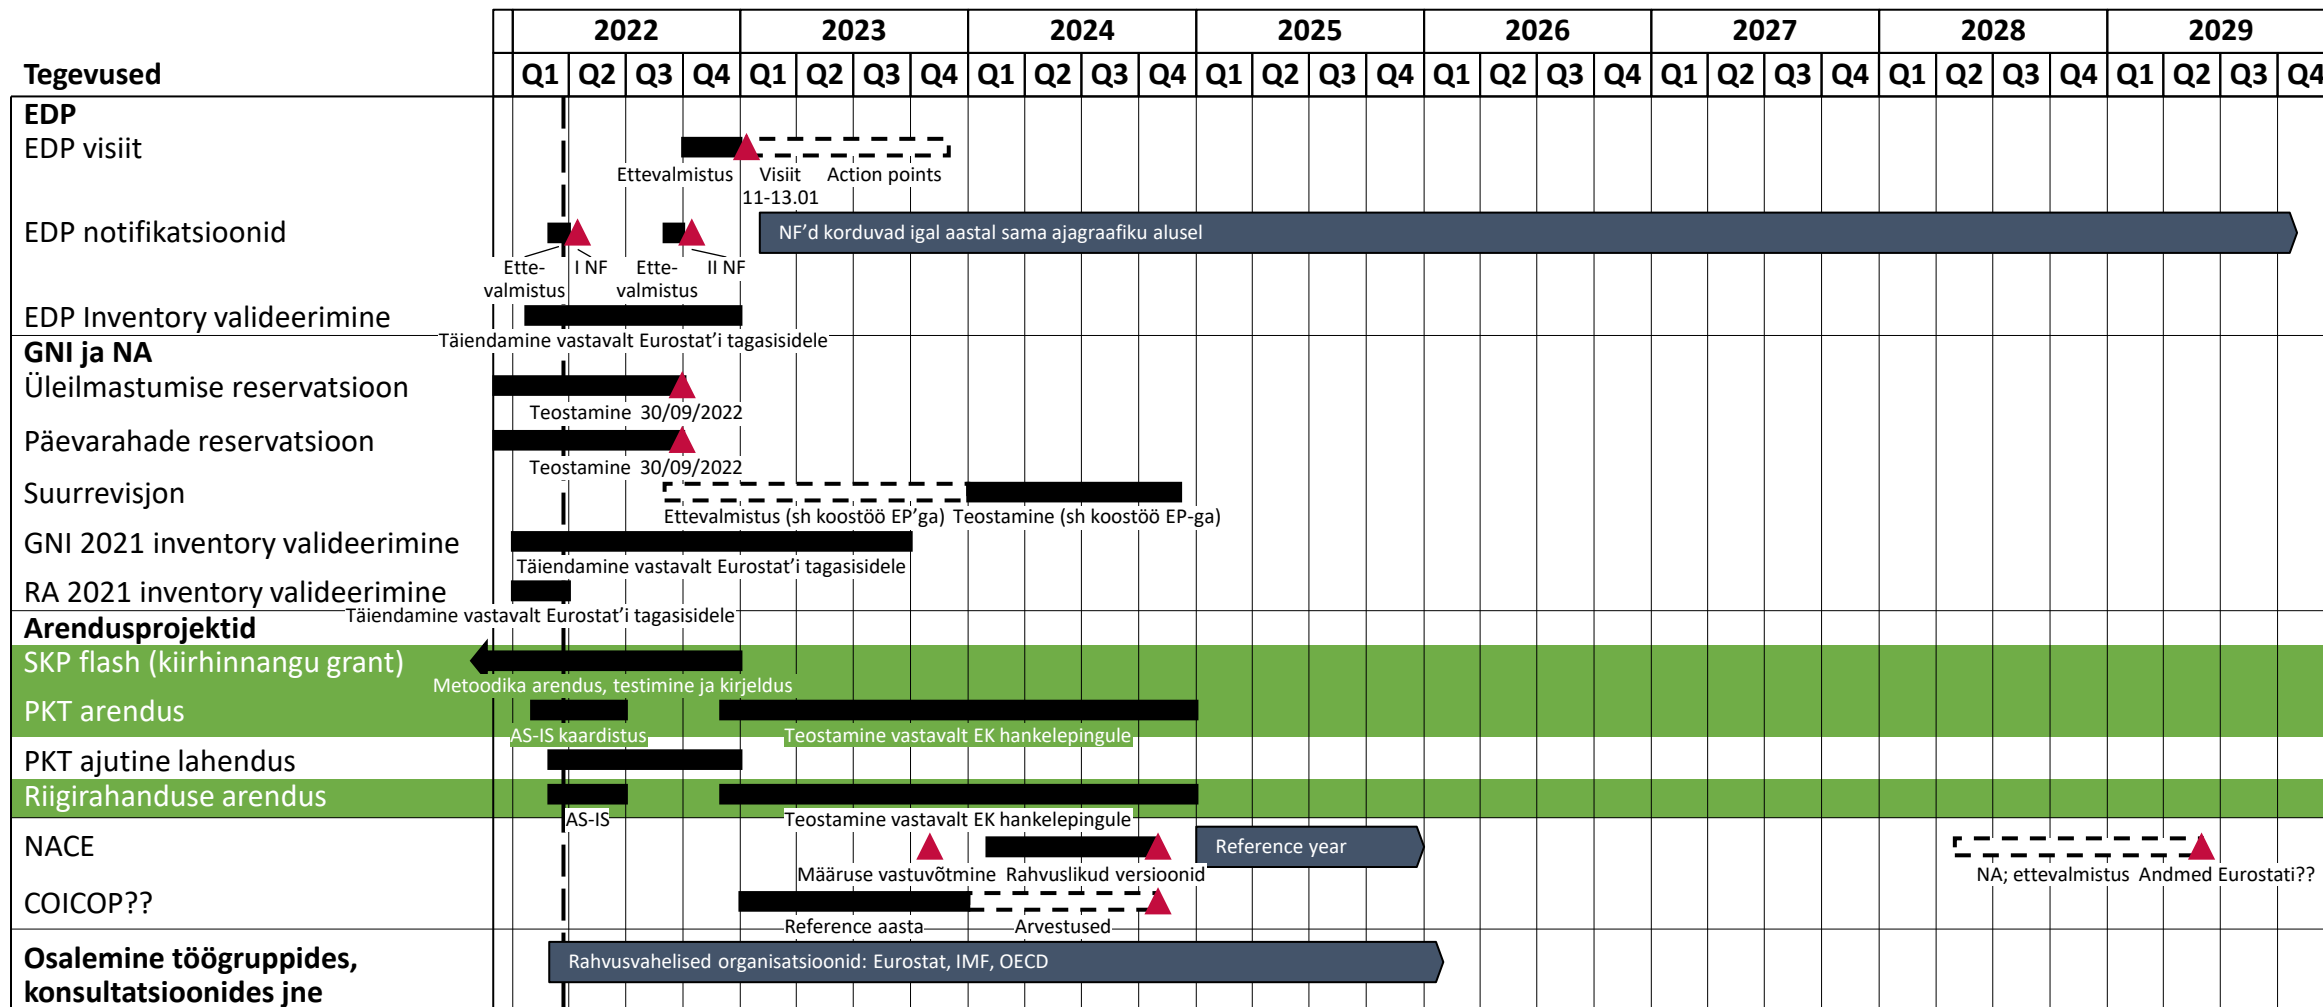 2022 2023 2024 2025 2026 2027 2028 2029
Tegevused Q1 Q2 Q3 Q4 Q1 Q2 Q3 Q4 Q1 Q2 Q3 Q4 Q1 Q2 Q3 Q4 Q1 Q2 Q3 Q4 Q1 Q2 Q3 Q4 Q1 Q2 Q3 Q4 Q1 Q2 Q3 Q4
EDP
EDP visiit
Ettevalmistus Visiit Action points
11-13.01
EDP notifikatsioonid NF’d korduvad igal aastal sama ajagraafiku alusel
Ette- I NF Ette- II NF
valmistus valmistus
EDP Inventory valideerimine
Täiendamine vastavalt Eurostat’i tagasisidele
GNI ja NA
Üleilmastumise reservatsioon
Teostamine 30/09/2022
Päevarahade reservatsioon
Teostamine 30/09/2022
Suurrevisjon
Ettevalmistus (sh koostöö EP’ga) Teostamine (sh koostöö EP-ga)
GNI 2021 inventory valideerimine
Täiendamine vastavalt Eurostat’i tagasisidele
RA 2021 inventory valideerimine
Täiendamine vastavalt Eurostat’i tagasisidele
Arendusprojektid
SKP flash (kiirhinnangu grant)
Metoodika arendus, testimine ja kirjeldus
PKT arendus
AS-IS kaardistus Teostamine vastavalt EK hankelepingule
PKT ajutine lahendus
Riigirahanduse arendus
AS-IS Teostamine vastavalt EK hankelepingule
NACE Reference year
Määruse vastuvõtmine Rahvuslikud versioonid NA; ettevalmistus Andmed Eurostati??
COICOP??
Reference aasta Arvestused
Osalemine töögruppides,
konsultatsioonides jne
Rahvusvahelised organisatsioonid: Eurostat, IMF, OECD